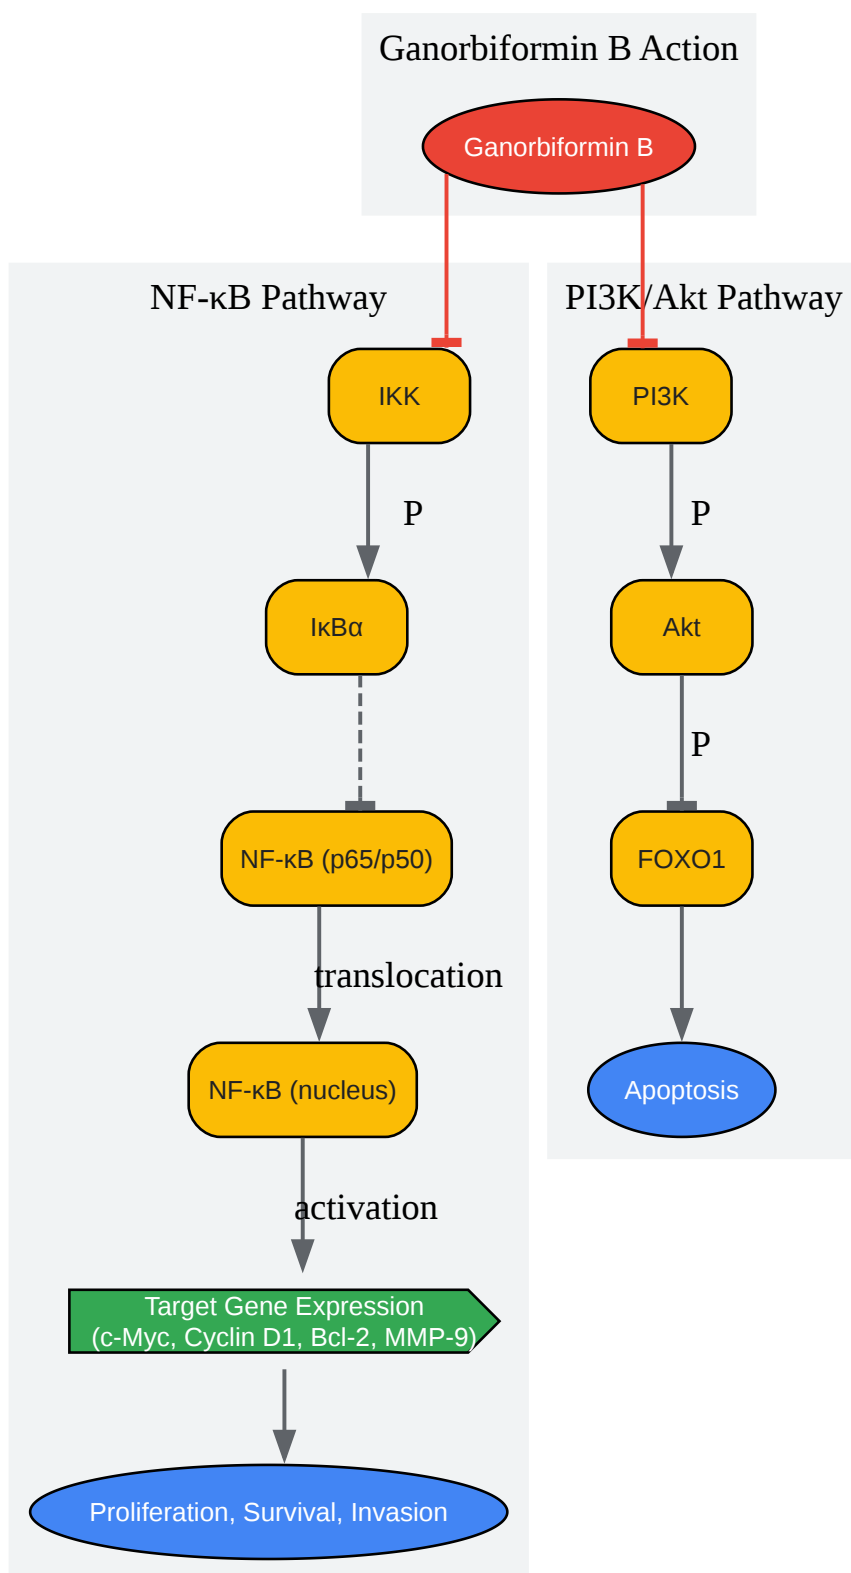 Ganorbiformin B Action
Ganorbiformin B
NF-κB Pathway
IKK
P
IκBα
NF-κB (p65/p50)
translocation
NF-κB (nucleus)
activation
Target Gene Expression
(c-Myc, Cyclin D1, Bcl-2, MMP-9)
Proliferation, Survival, Invasion
PI3K/Akt Pathway
PI3K
P
Akt
P
FOXO1
Apoptosis